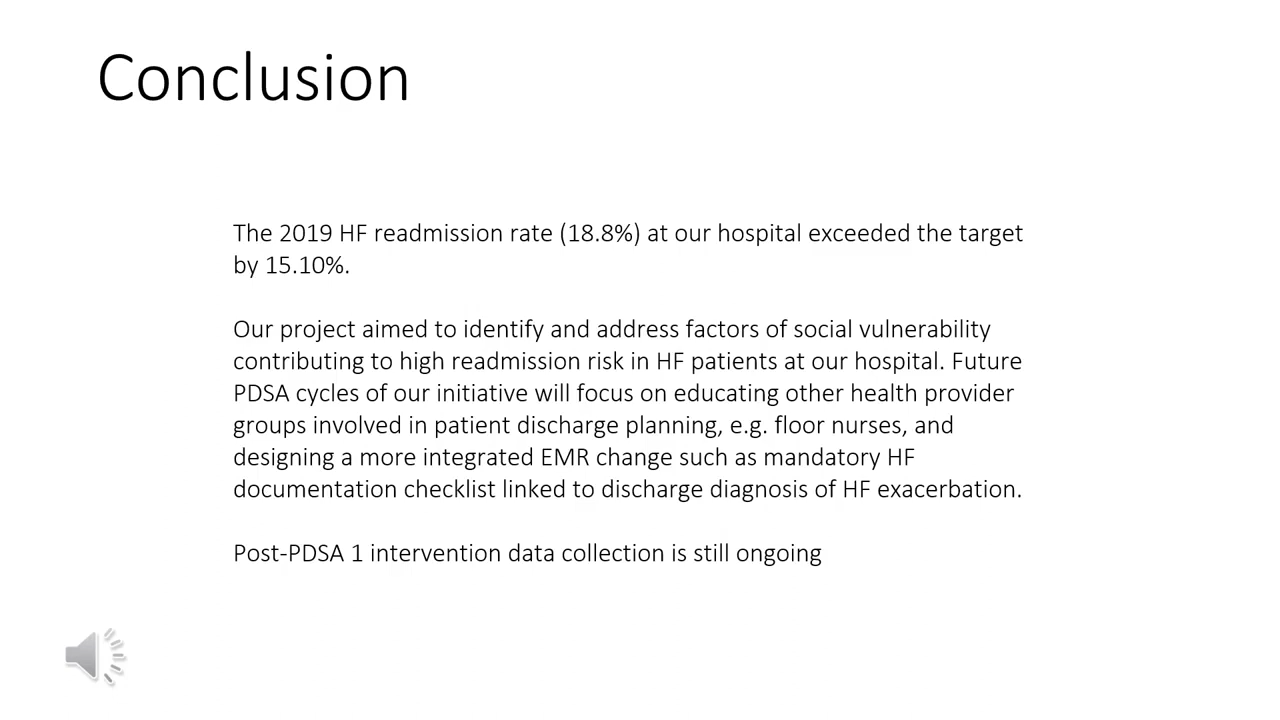 Conclusion
The 2019 HF readmission rate (18.8%) at our hospital exceeded the target
by 15.10%.
Our project aimed to identify and address factors of social vulnerability
contributing to high readmission risk in HF patients at our hospital. Future
PDSA cycles of our initiative will focus on educating other health provider
groups involved in patient discharge planning, e.g. floor nurses, and
designing a more integrated EMR change such as mandatory HF
documentation checklist linked to discharge diagnosis of HF exacerbation.
Post-PDSA 1 intervention data collection is still ongoing